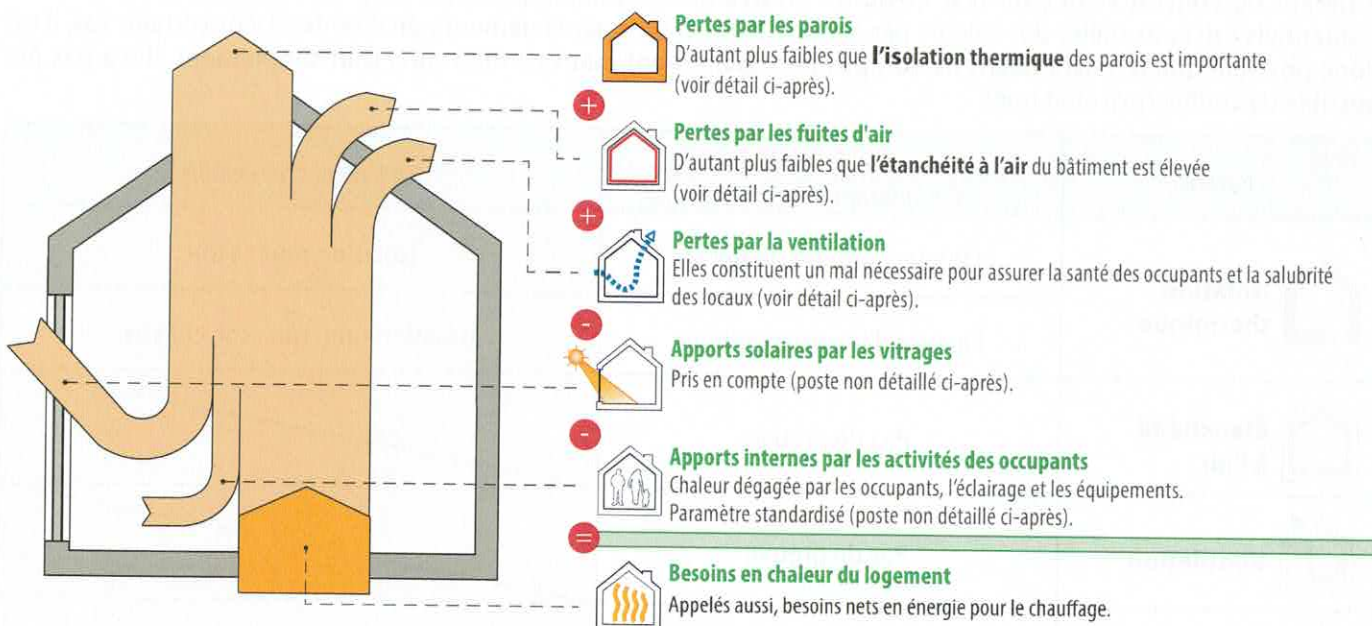 Pertes par les parois
D'autant plus faibles que l'isolation thermique des parois est importante
(voir détail ci-après).
+
Pertes par les fuites d'air
D'autant plus faibles que l'étanchéité à l'air du bâtiment est élevée
(voir détail ci-après).
+
Pertes par la ventilation
Elles constituent un mal nécessaire pour assurer la santé des occupants et la salubrité
des locaux (voir détail ci-après).
-
Apports solaires par les vitrages
Pris en compte (poste non détaillé ci-après).
-
Apports internes par les activités des occupants
Chaleur dégagée par les occupants, l'éclairage et les équipements.
Paramètre standardisé (poste non détaillé ci-après).
=
Besoins en chaleur du logement
Appelés aussi, besoins nets en énergie pour le chauffage.